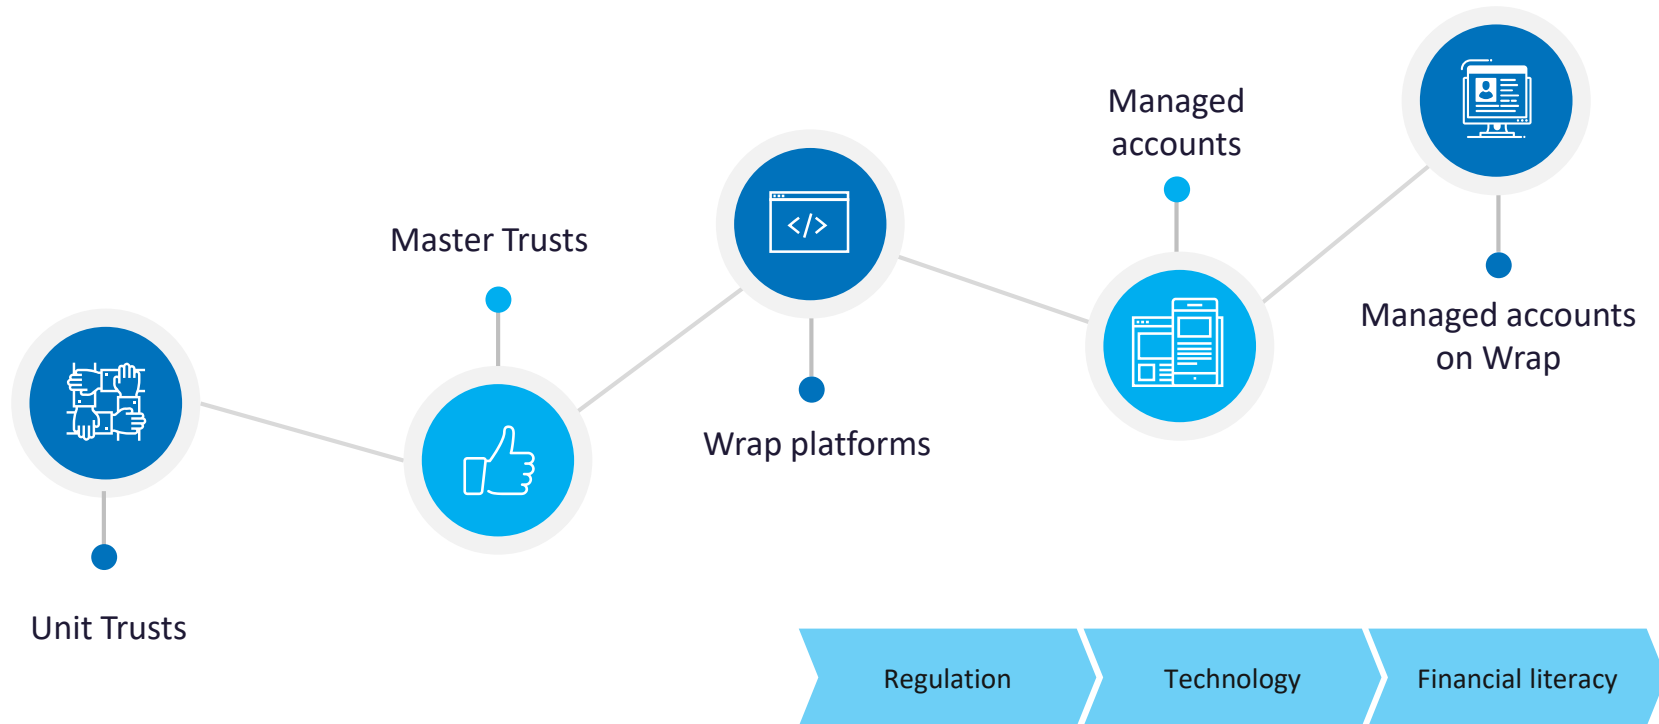 Unit Trusts
Master Trusts
Wrap platforms
Managed
accounts
Managed accounts
on Wrap
Regulation
Technology
Financial literacy